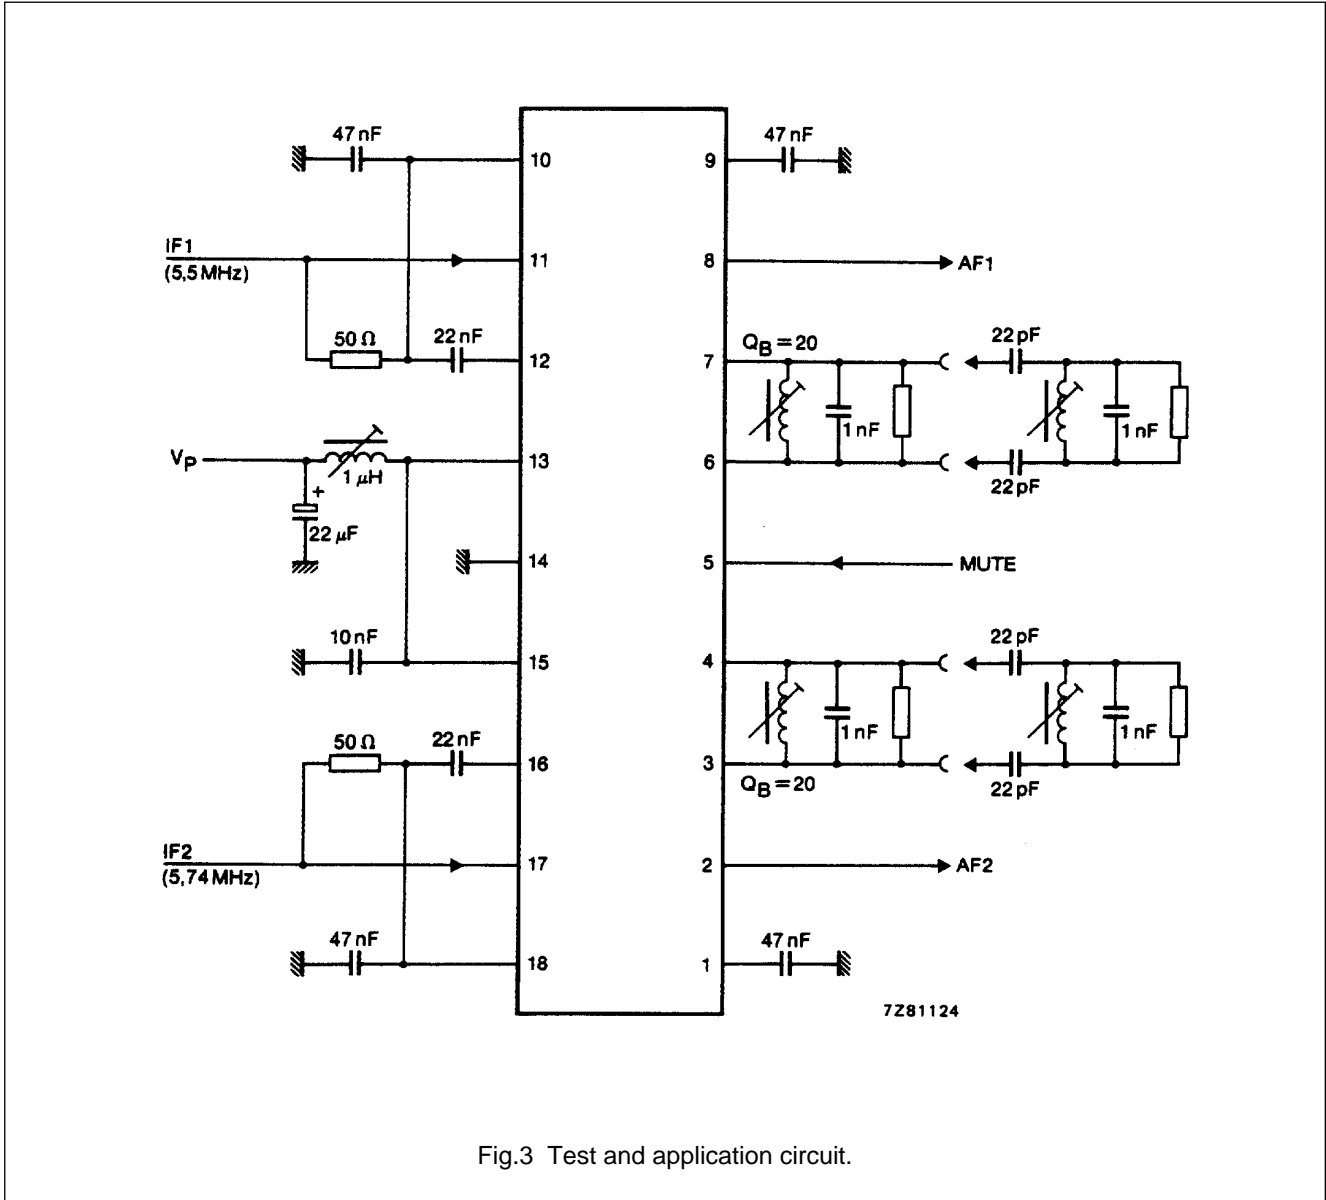 47 nF
47 nF
10
9
IF1
(5,5 MHz)
11
8
AF1
50 Ω
22 nF
12
7
Q_B = 20
22 pF
1 nF
1 nF
V_P
1 μH
13
6
22 pF
+
22 μF
14
5
MUTE
10 nF
15
4
22 pF
1 nF
1 nF
50 Ω
22 nF
16
3
Q_B = 20
22 pF
IF2
(5,74 MHz)
17
2
AF2
47 nF
47 nF
18
1
7Z81124
Fig.3 Test and application circuit.